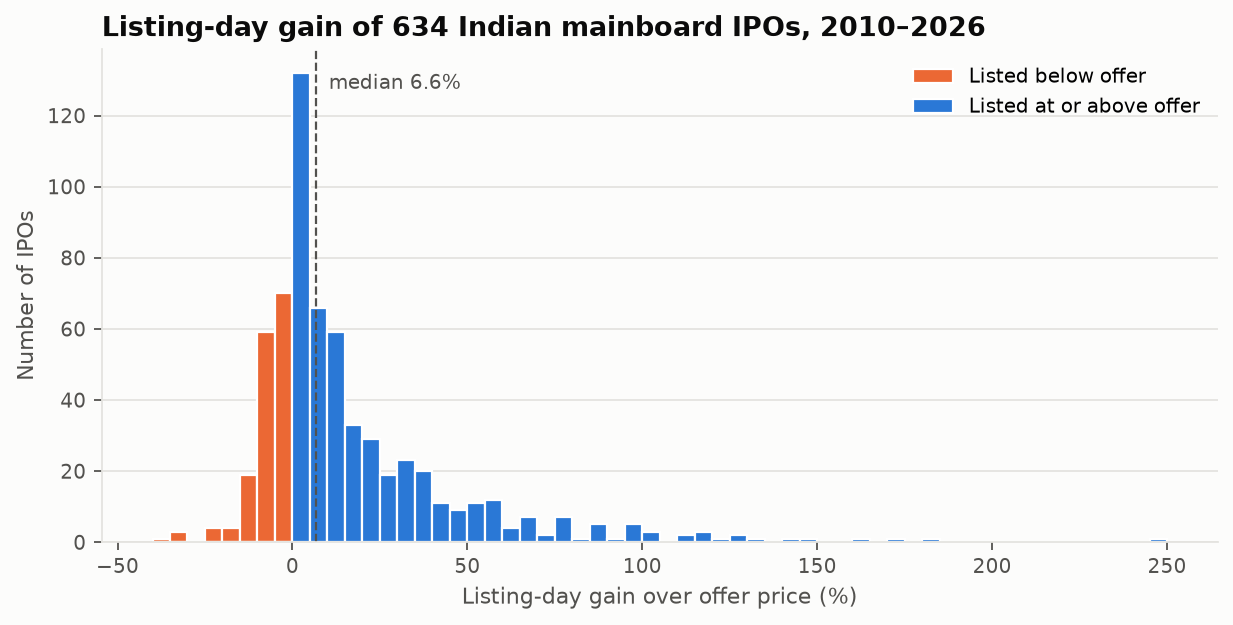 Listing-day gain of 634 Indian mainboard IPOs, 2010–2026
median 6.6%
Listed below offer
Listed at or above offer
Number of IPOs
120
100
80
60
40
20
0
−50
0
50
100
150
200
250
Listing-day gain over offer price (%)